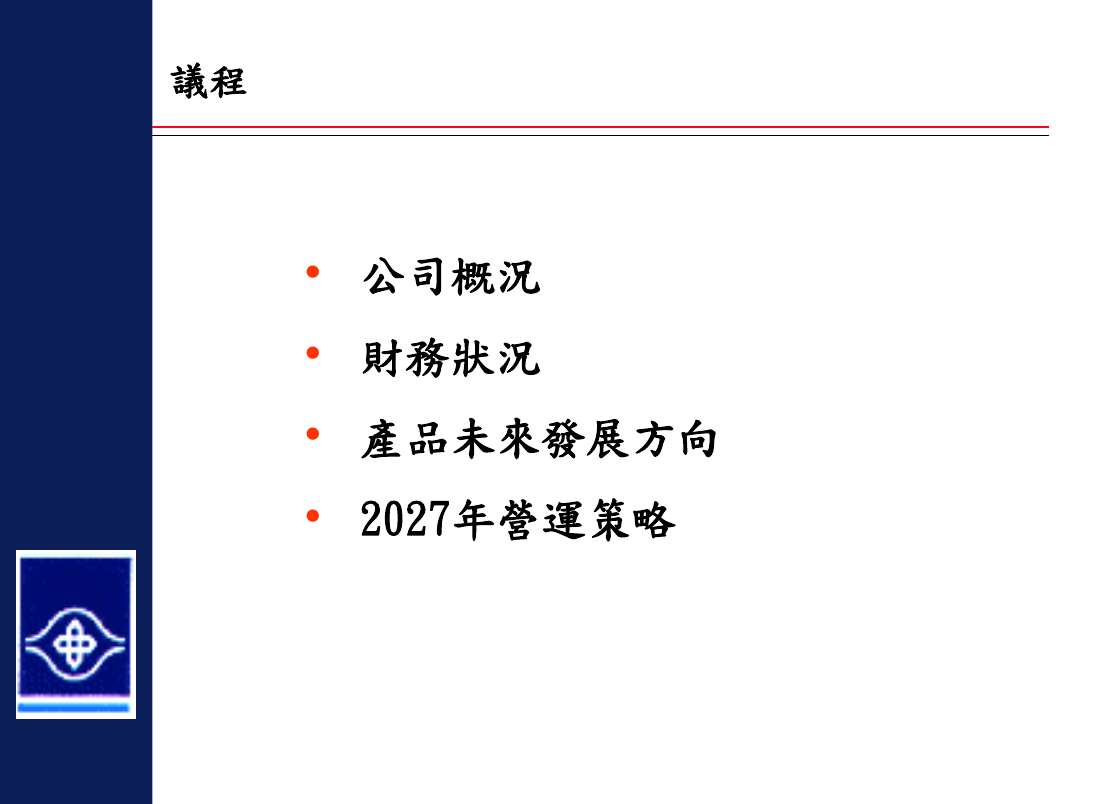 議程
• 公司概況
• 財務狀況
• 產品未來發展方向
• 2027年營運策略